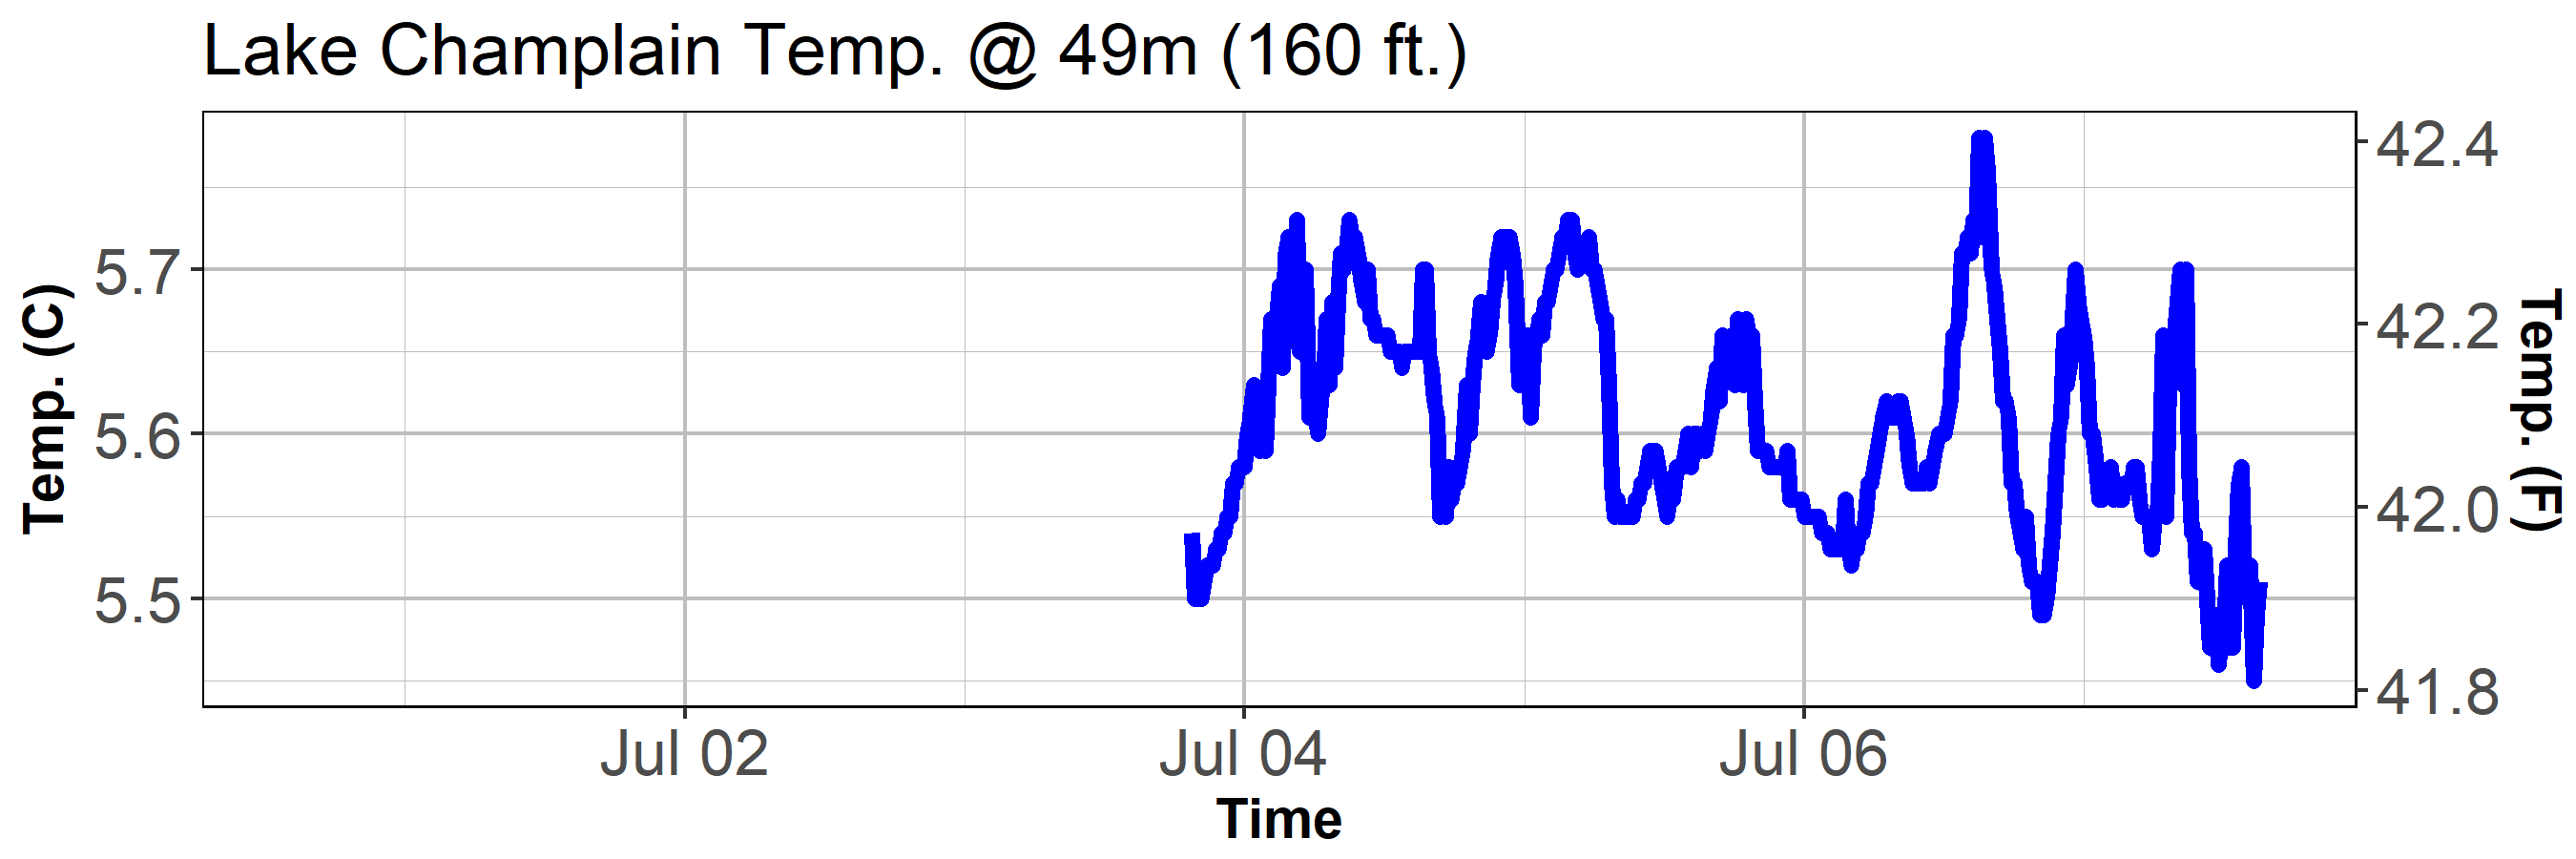 Lake Champlain Temp. @ 49m (160 ft.)
Temp. (C)
5.7
5.6
5.5
42.4
42.2
42.0
41.8
Temp. (F)
Jul 02
Jul 04
Jul 06
Time